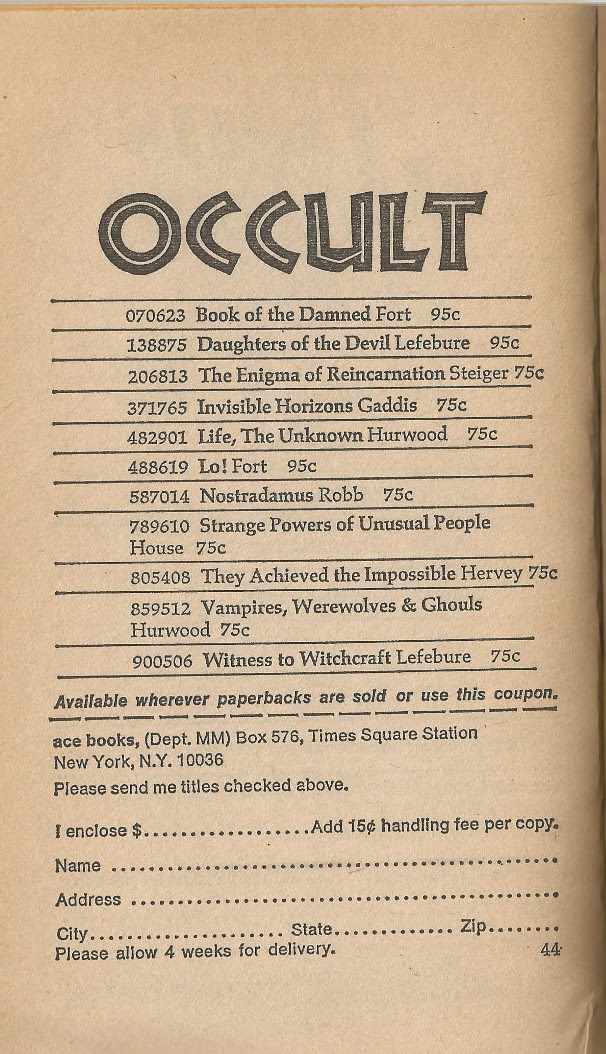 OCCULT
070623 Book of the Damned Fort 95c
138875 Daughters of the Devil Lefebure 95c
206813 The Enigma of Reincarnation Steiger 75c
371765 Invisible Horizons Gaddis 75c
482901 Life, The Unknown Hurwood 75c
488619 Lo! Fort 95c
587014 Nostradamus Robb 75c
789610 Strange Powers of Unusual People
House 75c
805408 They Achieved the Impossible Hervey 75c
859512 Vampires, Werewolves & Ghouls
Hurwood 75c
900506 Witness to Witchcraft Lefebure 75c
Available wherever paperbacks are sold or use this coupon.
ace books, (Dept. MM) Box 576, Times Square Station
New York, N.Y. 10036
Please send me titles checked above.
I enclose $..................Add 15¢ handling fee per copy.
Name ..................................................
Address ................................................
City..................... State............. Zip........
Please allow 4 weeks for delivery. 44